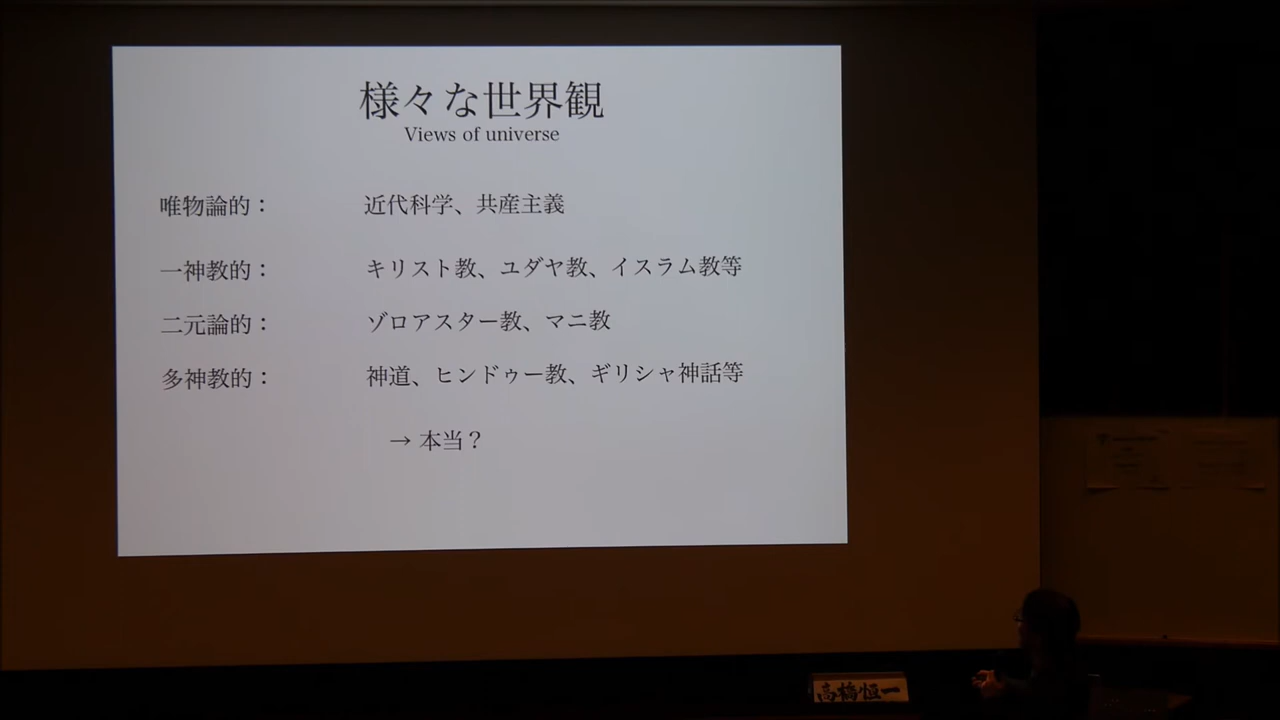 様々な世界観
Views of universe
唯物論的： 近代科学、共産主義
一神教的： キリスト教、ユダヤ教、イスラム教等
二元論的： ゾロアスター教、マニ教
多神教的： 神道、ヒンドゥー教、ギリシャ神話等
→ 本当？
高橋恒一